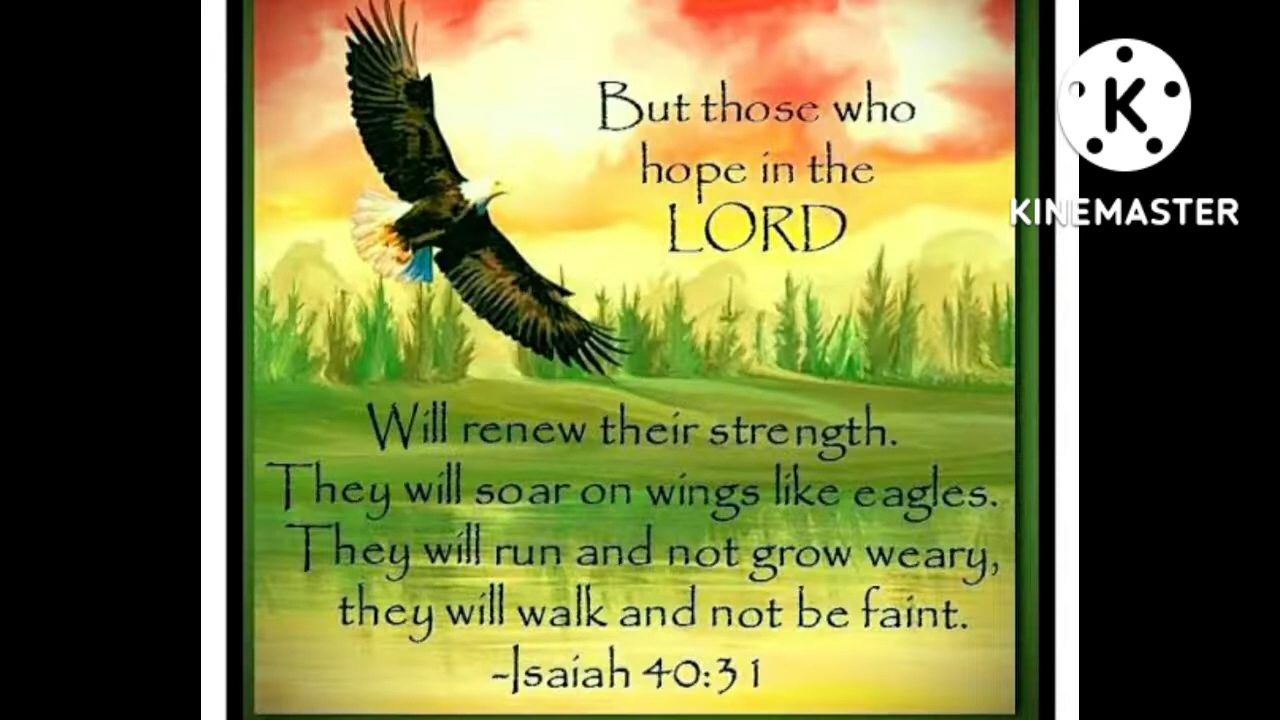 But those who
hope in the
LORD
Will renew their strength.
They will soar on wings like eagles.
They will run and not grow weary,
they will walk and not be faint.
-Isaiah 40:31
K
KINEMASTER